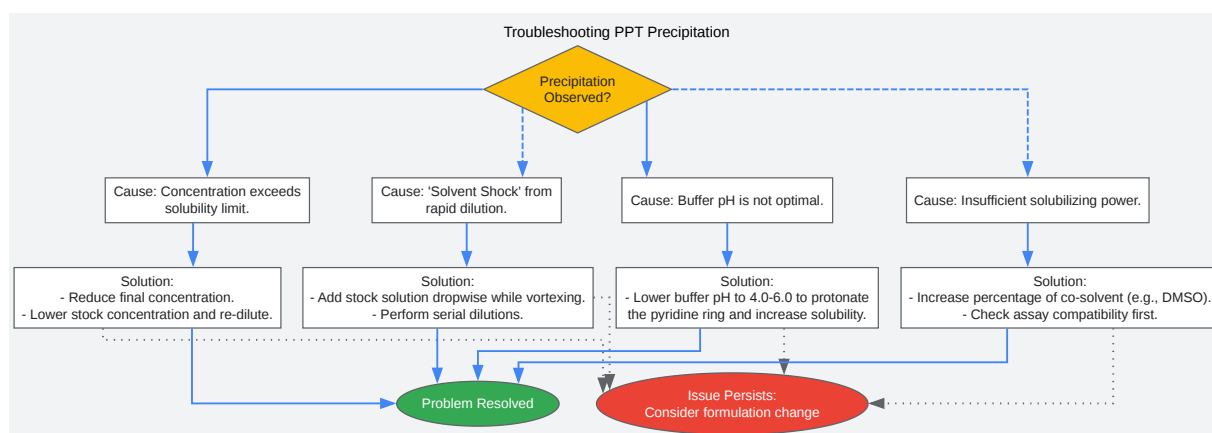 Troubleshooting PPT Precipitation
Precipitation
Observed?
Cause: Concentration exceeds
solubility limit.
Cause: 'Solvent Shock' from
rapid dilution.
Cause: Buffer pH is not optimal.
Cause: Insufficient solubilizing power.
Solution:
- Reduce final concentration.
- Lower stock concentration and re-dilute.
Solution:
- Add stock solution dropwise while vortexing.
- Perform serial dilutions.
Solution:
- Lower buffer pH to 4.0-6.0 to protonate
the pyridine ring and increase solubility.
Solution:
- Increase percentage of co-solvent (e.g., DMSO).
- Check assay compatibility first.
Problem Resolved
Issue Persists:
Consider formulation change